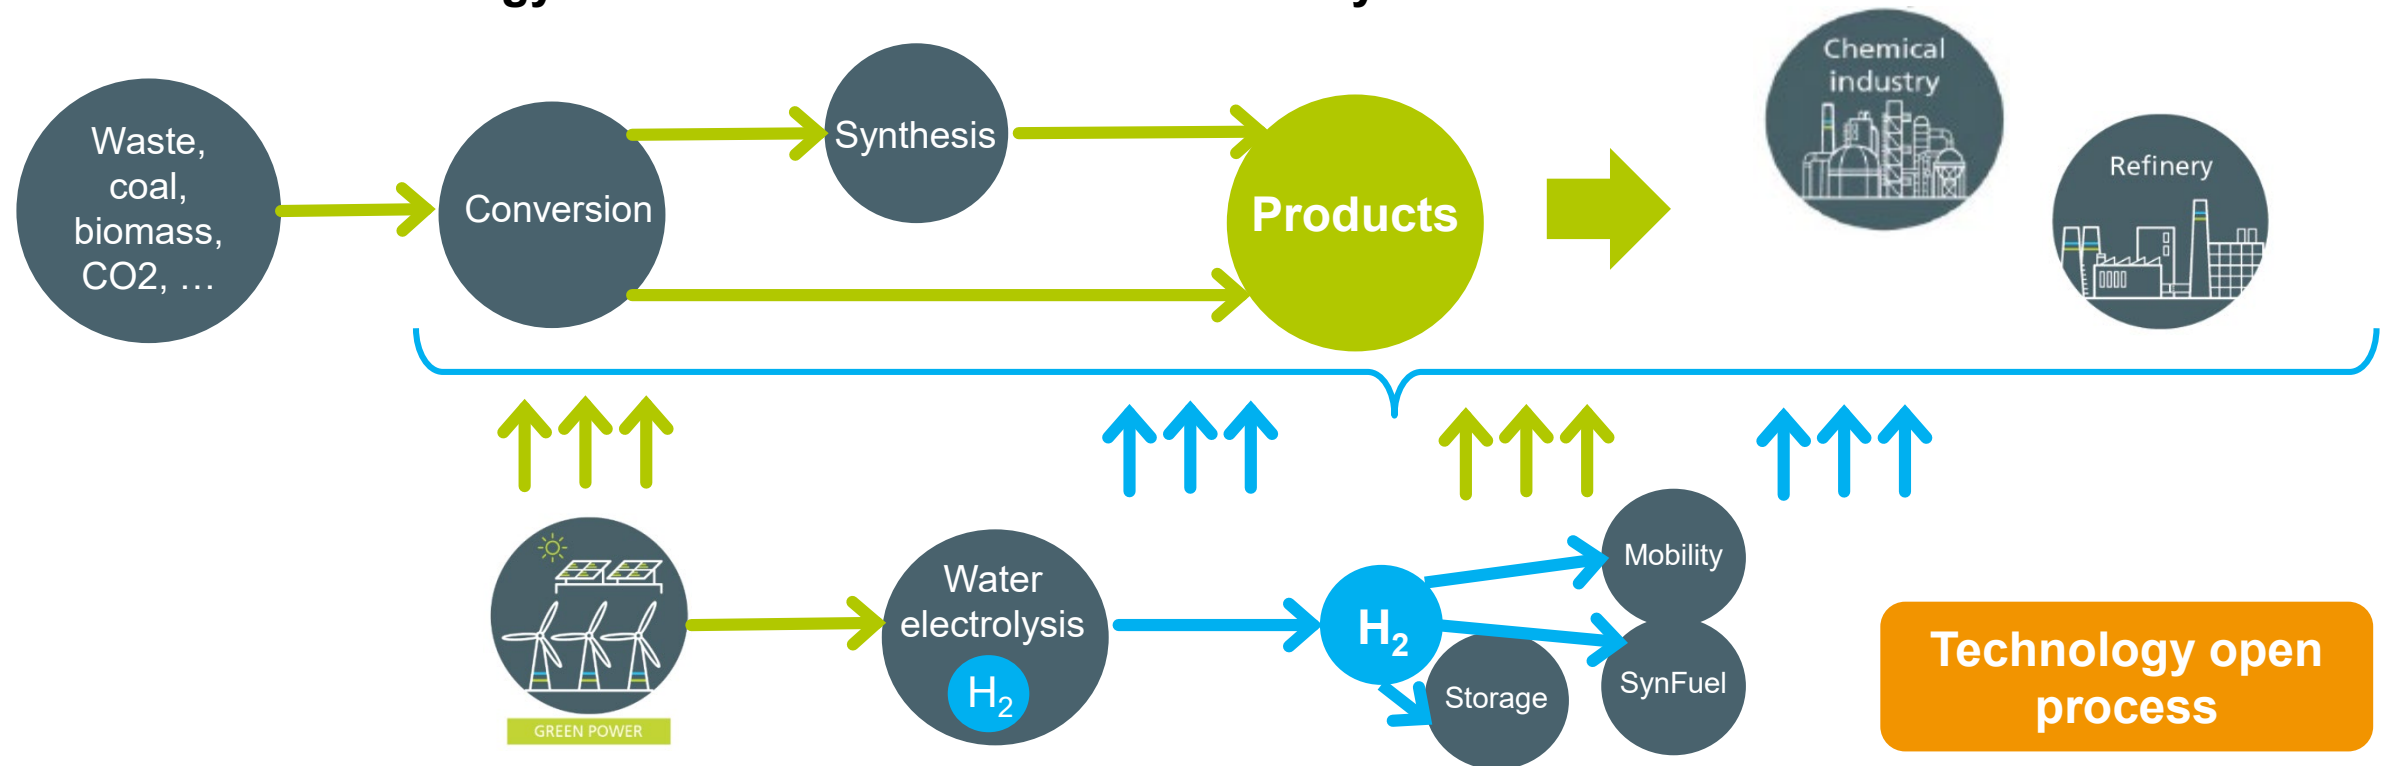 Waste,
coal,
biomass,
CO2, …
Conversion
Synthesis
Products
Chemical
industry
Refinery
GREEN POWER
Water
electrolysis
H₂
H₂
Mobility
SynFuel
Storage
Technology open
process